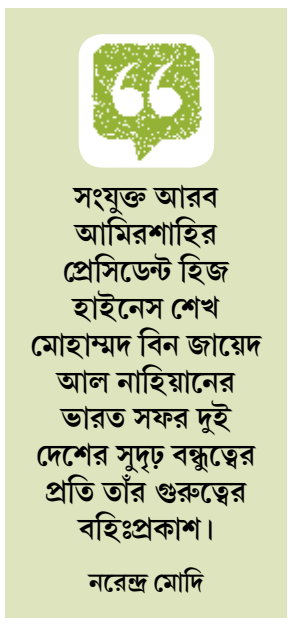 সংযুক্ত আরব
আমিরশাহির
প্রেসিডেন্ট হিজ
হাইনেস শেখ
মোহাম্মদ বিন জায়েদ
আল নাহিয়ানের
ভারত সফর দুই
দেশের সুদৃঢ় বন্ধুত্বের
প্রতি তাঁর গুরুত্বের
বহিঃপ্রকাশ।
নরেন্দ্র মোদি